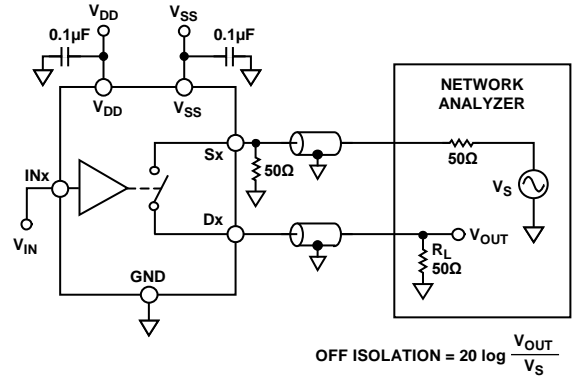 VDD
VSS
0.1µF
0.1µF
VDD
VSS
NETWORK
ANALYZER
Sx
50Ω
50Ω
VS
INx
Dx
VOUT
VIN
RL
50Ω
GND
OFF ISOLATION = 20 log VOUT / VS